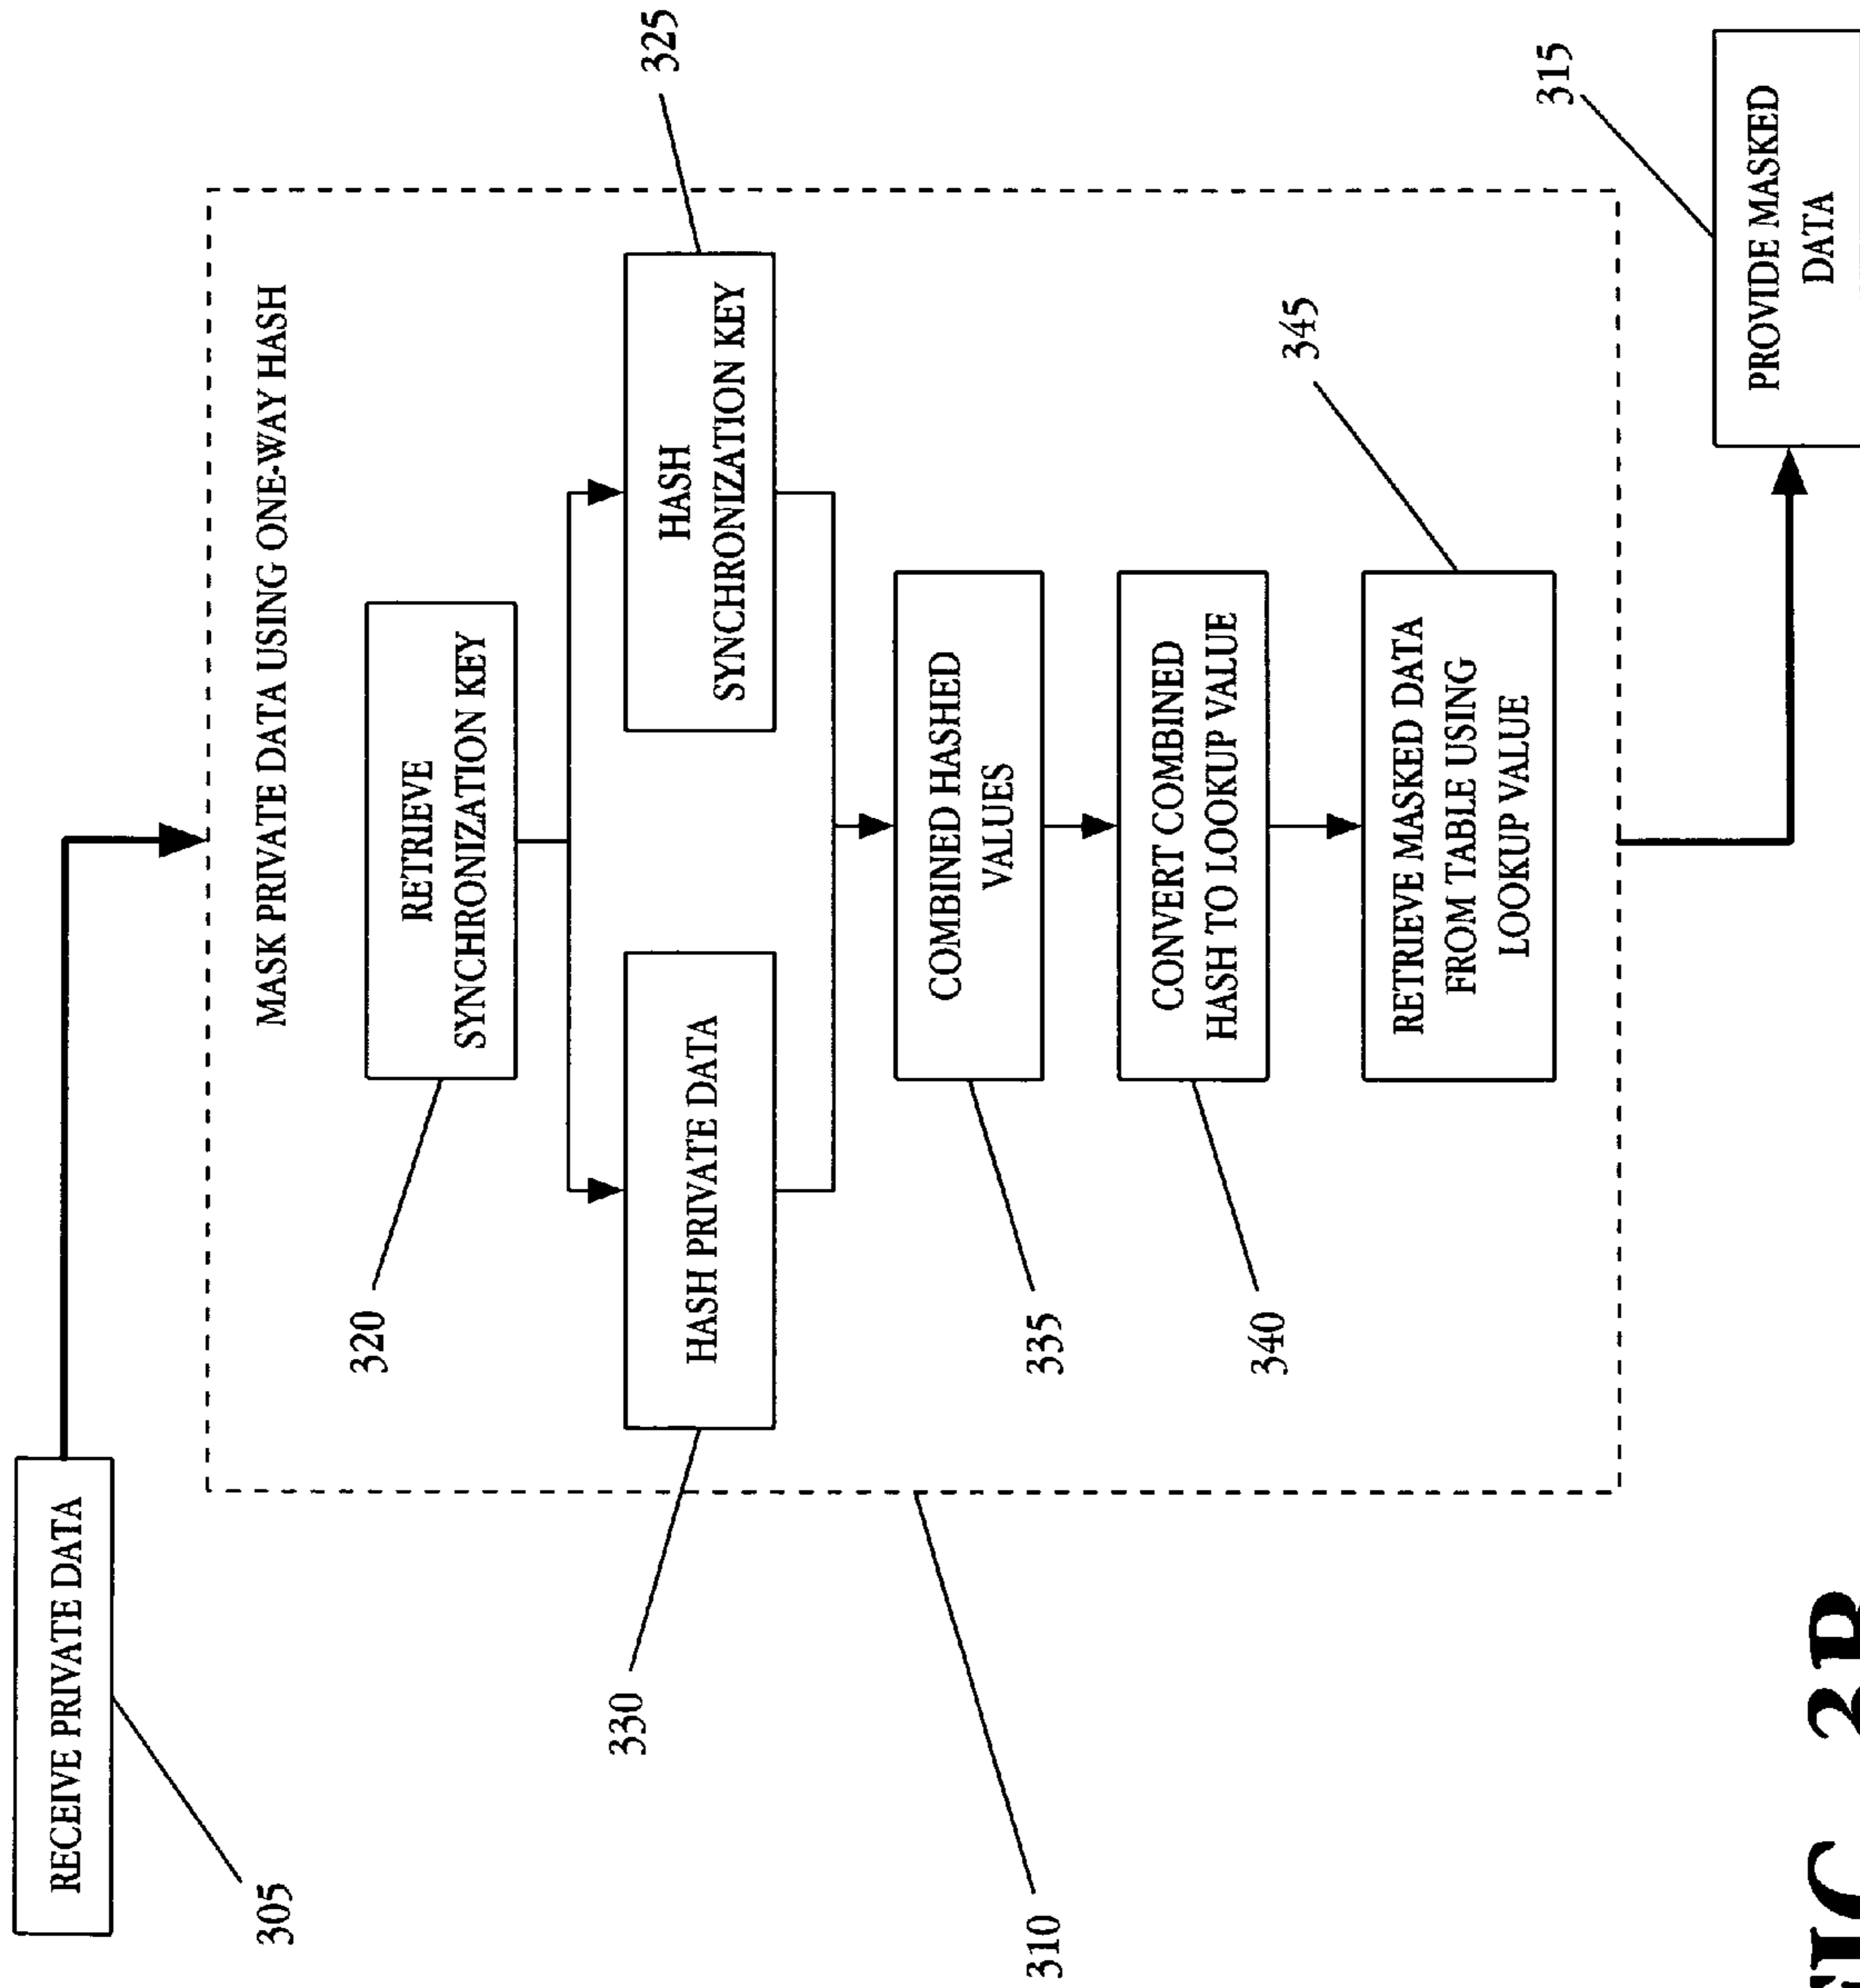 RECEIVE PRIVATE DATA
305
MASK PRIVATE DATA USING ONE-WAY HASH
310
RETRIEVE
SYNCHRONIZATION KEY
320
HASH PRIVATE DATA
330
HASH
SYNCHRONIZATION KEY
325
COMBINED HASHED
VALUES
335
CONVERT COMBINED
HASH TO LOOKUP VALUE
340
RETRIEVE MASKED DATA
FROM TABLE USING
LOOKUP VALUE
345
PROVIDE MASKED
DATA
315